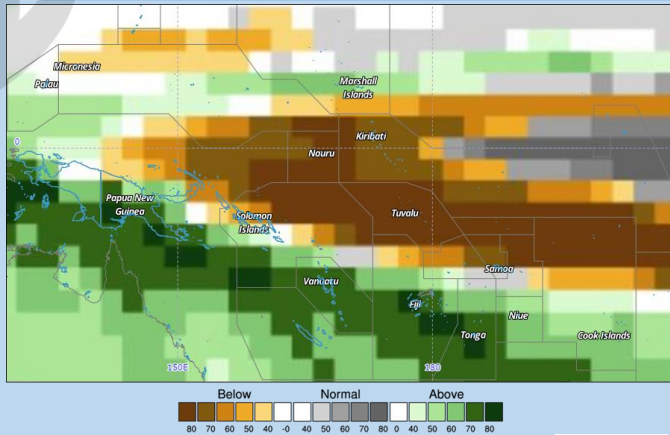 Micronesia
Palau
Marshall
Islands
Kiribati
0
Nauru
Papua New
Guinea
Solomon
Islands
Tuvalu
Samoa
Vanuatu
Fiji
Niue
Tonga
Cook Islands
150E
180
Below Normal Above
80 70 60 50 40 -0 40 50 60 70 80 0 40 50 60 70 80